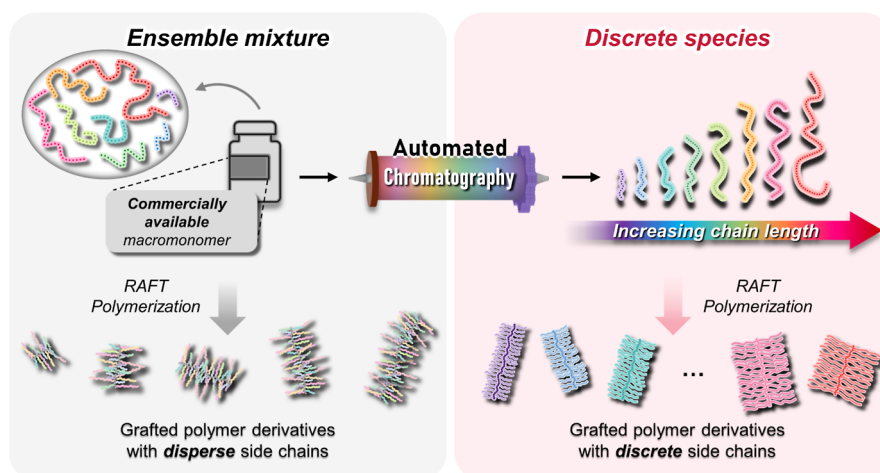 Ensemble mixture
Commercially
available
macromonomer
RAFT
Polymerization
Grafted polymer derivatives
with disperse side chains
Automated
Chromatography
Discrete species
Increasing chain length
RAFT
Polymerization
...
Grafted polymer derivatives
with discrete side chains